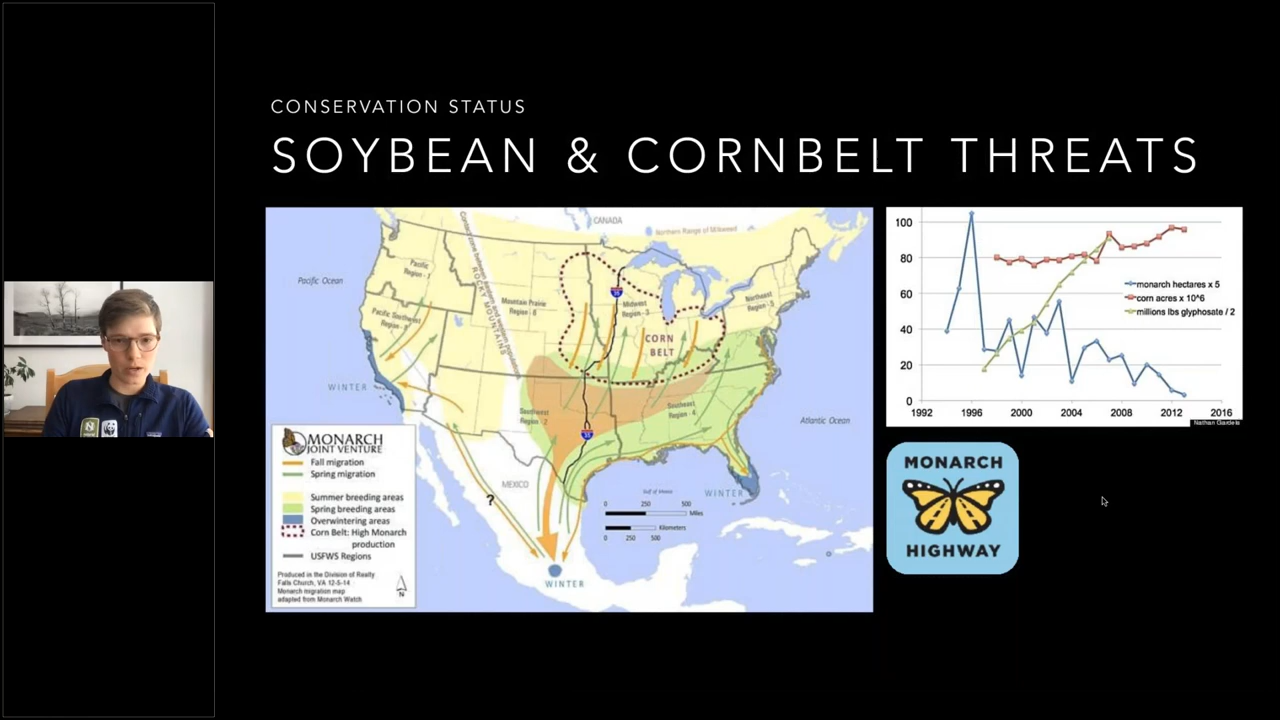 CONSERVATION STATUS
SOYBEAN & CORNBELT THREATS
CANADA
Northern Range of Milkweed
Pacific Ocean
Pacific
Region - 1
ROCKY MOUNTAINS
Mountain Prairie
Region - 6
Midwest
Region - 3
Northeast
Region - 5
Pacific Southwest
CORN
BELT
WINTER
Southwest
Southeast
Region - 4
Atlantic Ocean
35
35
MEXICO
Gulf of Mexico
WINTER
0 250 500
Miles
Kilometers
0 250 500
?
WINTER
MONARCH
JOINT VENTURE
Fall migration
Spring migration
Summer breeding areas
Spring breeding areas
Overwintering areas
Corn Belt: High Monarch
production
USFWS Regions
Produced in the Division of Realty
Falls Church, VA 12-5-14
Monarch migration map
adapted from Monarch Watch
N
100
80
60
40
20
0
1992 1996 2000 2004 2008 2012 2016
monarch hectares x 5
corn acres x 10^6
millions lbs glyphosate / 2
MONARCH
HIGHWAY